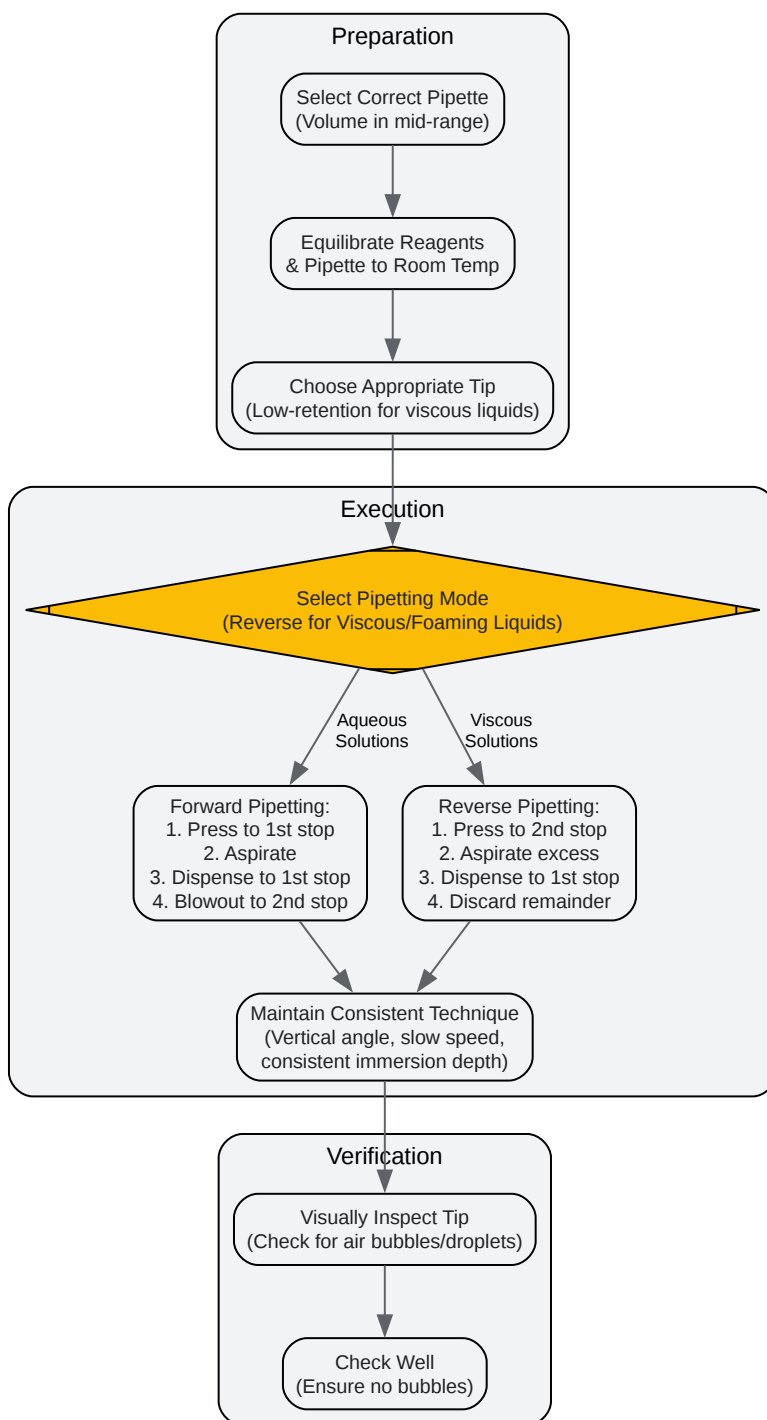 Preparation
Select Correct Pipette
(Volume in mid-range)
Equilibrate Reagents
& Pipette to Room Temp
Choose Appropriate Tip
(Low-retention for viscous liquids)
Execution
Select Pipetting Mode
(Reverse for Viscous/Foaming Liquids)
Aqueous
Solutions
Viscous
Solutions
Forward Pipetting:
1. Press to 1st stop
2. Aspirate
3. Dispense to 1st stop
4. Blowout to 2nd stop
Reverse Pipetting:
1. Press to 2nd stop
2. Aspirate excess
3. Dispense to 1st stop
4. Discard remainder
Maintain Consistent Technique
(Vertical angle, slow speed,
consistent immersion depth)
Verification
Visually Inspect Tip
(Check for air bubbles/droplets)
Check Well
(Ensure no bubbles)